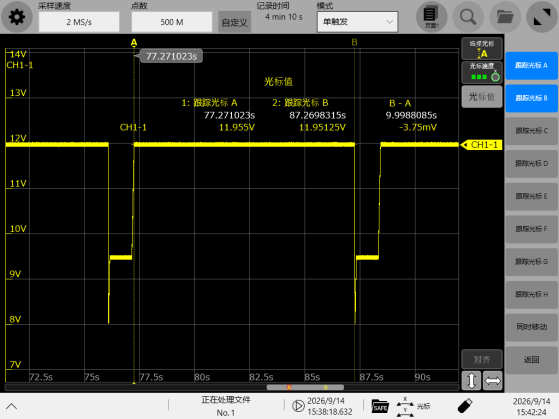 采样速度
2 MS/s
点数
500 M
自定义
记录时间
4 min 10 s
模式
单触发
页面1
14V
CH1-1
A
77.271023s
B
13V
光标值
1: 跟踪光标 A
2: 跟踪光标 B
B - A
77.271023s
87.2698315s
9.9988085s
CH1-1
11.955V
11.95125V
-3.75mV
12V
CH1-1
11V
10V
9V
8V
7V
72.5s
75s
77.5s
80s
82.5s
85s
87.5s
90s
选择光标
A
光标速度
光标值
对齐
跟踪光标 A
跟踪光标 B
跟踪光标 C
跟踪光标 D
跟踪光标 E
跟踪光标 F
跟踪光标 G
跟踪光标 H
同时移动
返回
正在处理文件
No. 1
2026/9/14
15:38:18.632
SAFE
X
Y
光标
2026/9/14
15:42:24